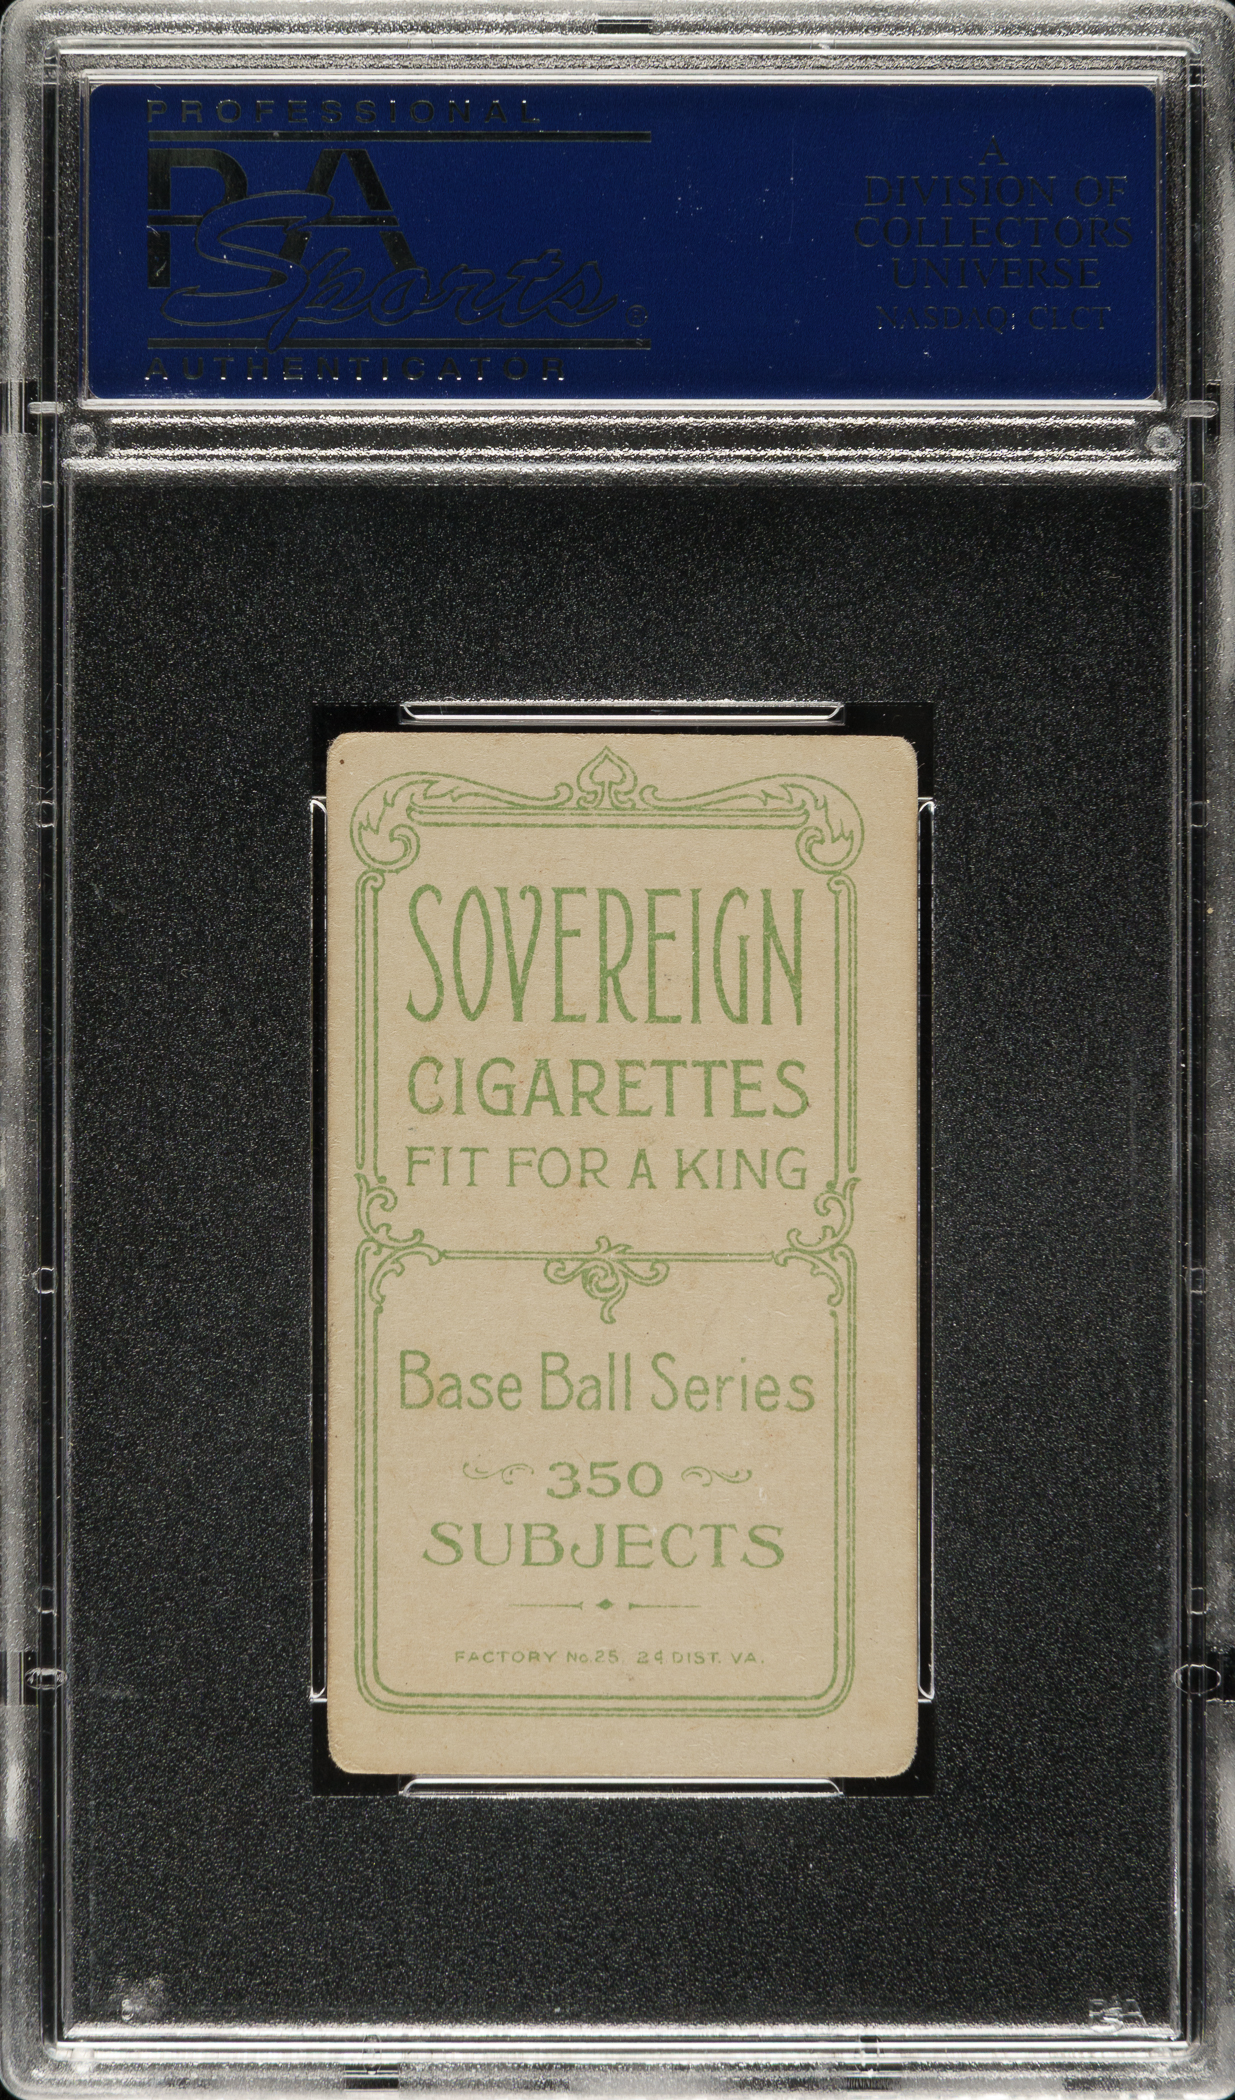 PROFESSIONAL
PSA
Sports®
AUTHENTICATOR
A
DIVISION OF
COLLECTORS
UNIVERSE
NASDAQ: CLCT
SOVEREIGN
CIGARETTES
FIT FOR A KING
Base Ball Series
350
SUBJECTS
FACTORY No. 25. 2d DIST. VA.
PSA